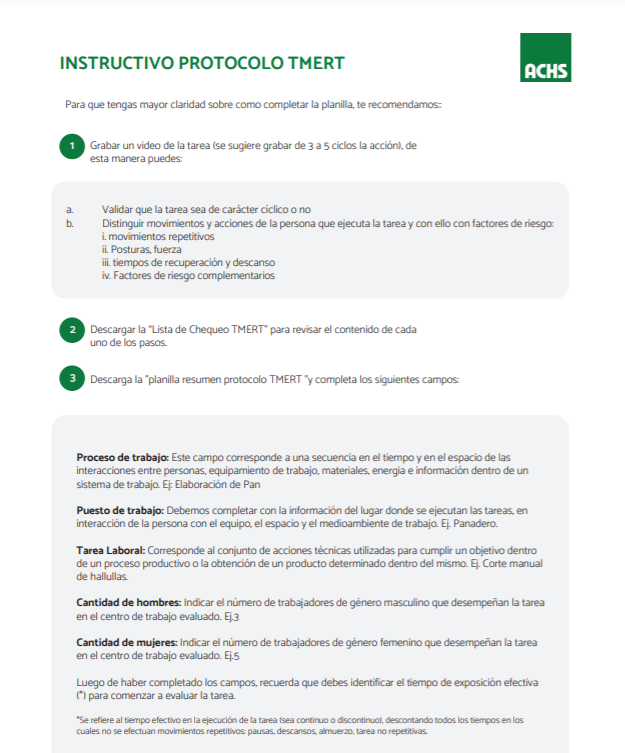 INSTRUCTIVO PROTOCOLO TMERT
ACHS
Para que tengas mayor claridad sobre como completar la planilla, te recomendamos::
1 Grabar un video de la tarea (se sugiere grabar de 3 a 5 ciclos la acción), de
esta manera puedes:
a. Validar que la tarea sea de carácter cíclico o no
b. Distinguir movimientos y acciones de la persona que ejecuta la tarea y con ello con factores de riesgo:
i. movimientos repetitivos
ii. Posturas, fuerza
iii. tiempos de recuperación y descanso
iv. Factores de riesgo complementarios
2 Descargar la "Lista de Chequeo TMERT" para revisar el contenido de cada
uno de los pasos.
3 Descarga la "planilla resumen protocolo TMERT "y completa los siguientes campos:
Proceso de trabajo: Este campo corresponde a una secuencia en el tiempo y en el espacio de las
interacciones entre personas, equipamiento de trabajo, materiales, energía e información dentro de un
sistema de trabajo. Ej: Elaboración de Pan
Puesto de trabajo: Debemos completar con la información del lugar donde se ejecutan las tareas, en
interacción de la persona con el equipo, el espacio y el medioambiente de trabajo. Ej. Panadero.
Tarea Laboral: Corresponde al conjunto de acciones técnicas utilizadas para cumplir un objetivo dentro
de un proceso productivo o la obtención de un producto determinado dentro del mismo. Ej. Corte manual
de hallullas.
Cantidad de hombres: Indicar el número de trabajadores de género masculino que desempeñan la tarea
en el centro de trabajo evaluado. Ej.3
Cantidad de mujeres: Indicar el número de trabajadores de género femenino que desempeñan la tarea
en el centro de trabajo evaluado. Ej.5
Luego de haber completado los campos, recuerda que debes identificar el tiempo de exposición efectiva
(*) para comenzar a evaluar la tarea.
*Se refiere al tiempo efectivo en la ejecución de la tarea (sea continuo o discontinuo), descontando todos los tiempos en los
cuales no se efectuan movimientos repetitivos: pausas, descansos, almuerzo, tarea no repetitivas.